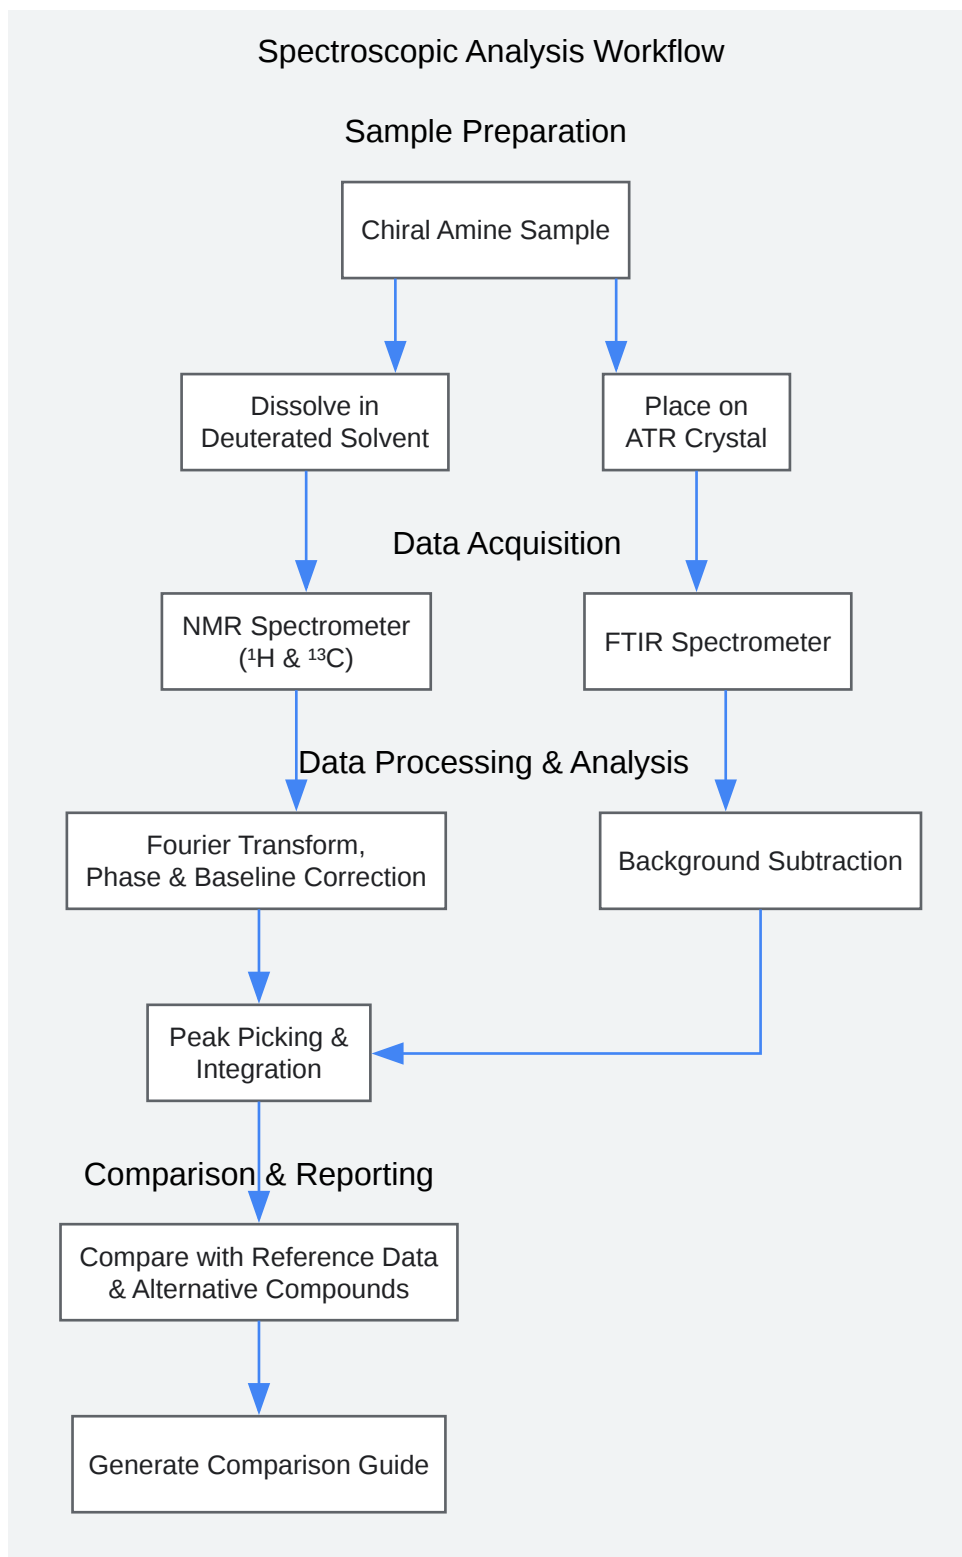 Spectroscopic Analysis Workflow
Sample Preparation
Chiral Amine Sample
Dissolve in
Deuterated Solvent
Place on
ATR Crystal
Data Acquisition
NMR Spectrometer
(¹H & ¹³C)
FTIR Spectrometer
Data Processing & Analysis
Fourier Transform,
Phase & Baseline Correction
Background Subtraction
Peak Picking &
Integration
Comparison & Reporting
Compare with Reference Data
& Alternative Compounds
Generate Comparison Guide